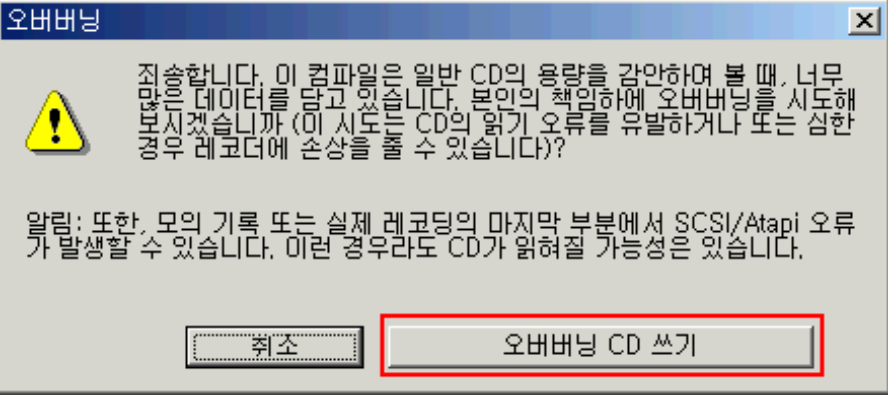 오버버닝
죄송합니다. 이 컴파일은 일반 CD의 용량을 감안하여 볼 때, 너무
많은 데이터를 담고 있습니다. 본인의 책임하에 오버버닝을 시도해
보시겠습니까 (이 시도는 CD의 읽기 오류를 유발하거나 또는 심한
경우 레코더에 손상을 줄 수 있습니다)?
알림: 또한, 모의 기록 또는 실제 레코딩의 마지막 부분에서 SCSI/Atapi 오류
가 발생할 수 있습니다. 이런 경우라도 CD가 읽혀질 가능성은 있습니다.
취소
오버버닝 CD 쓰기